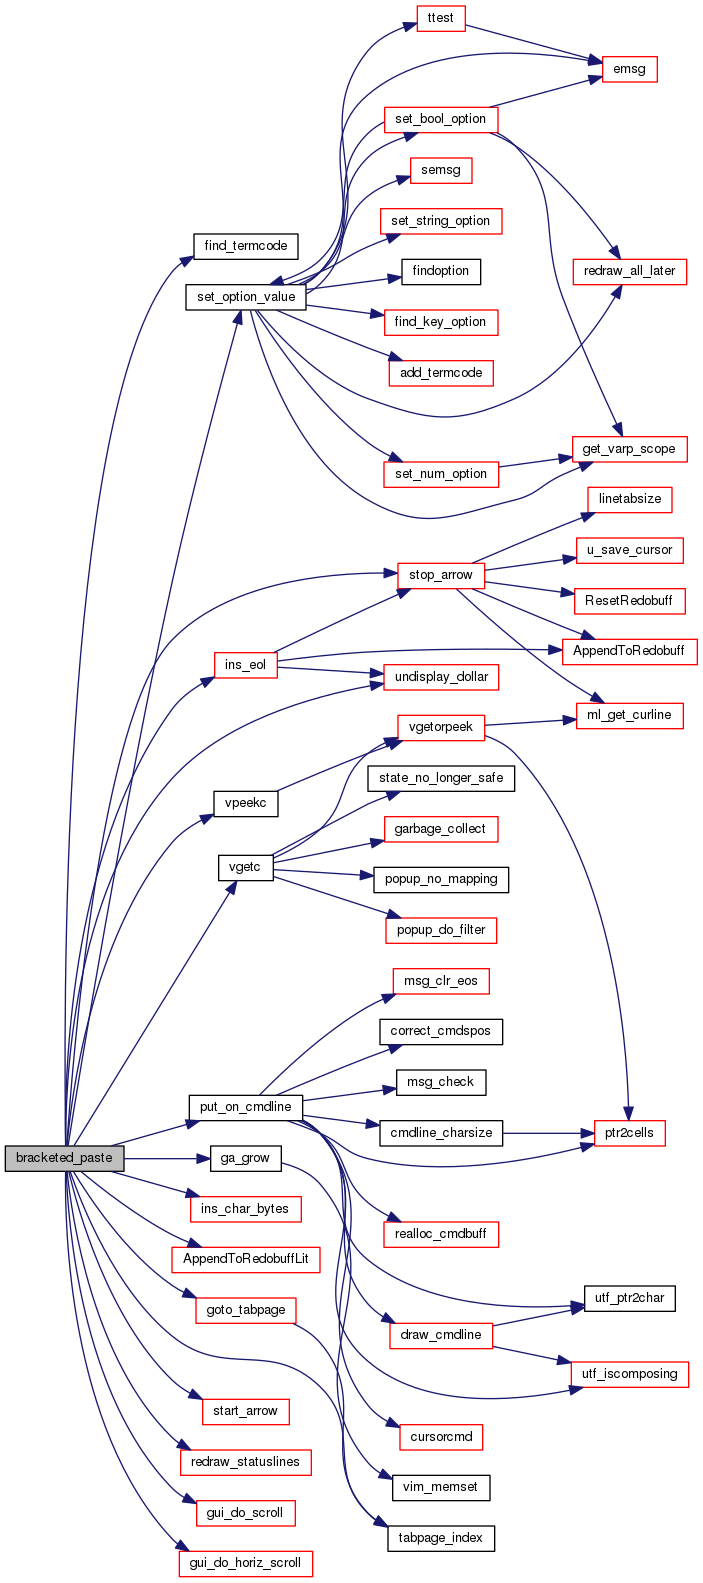 ttest
emsg
set_bool_option
semsg
set_string_option
find_termcode
findoption
redraw_all_later
set_option_value
find_key_option
add_termcode
get_varp_scope
set_num_option
linetabsize
u_save_cursor
stop_arrow
ResetRedobuff
AppendToRedobuff
ins_eol
undisplay_dollar
ml_get_curline
vgetorpeek
state_no_longer_safe
vpeekc
garbage_collect
vgetc
popup_no_mapping
popup_do_filter
msg_clr_eos
correct_cmdspos
msg_check
put_on_cmdline
cmdline_charsize
ptr2cells
bracketed_paste
ga_grow
ins_char_bytes
realloc_cmdbuff
AppendToRedobuffLit
utf_ptr2char
goto_tabpage
draw_cmdline
utf_iscomposing
start_arrow
cursorcmd
redraw_statuslines
vim_memset
gui_do_scroll
tabpage_index
gui_do_horiz_scroll